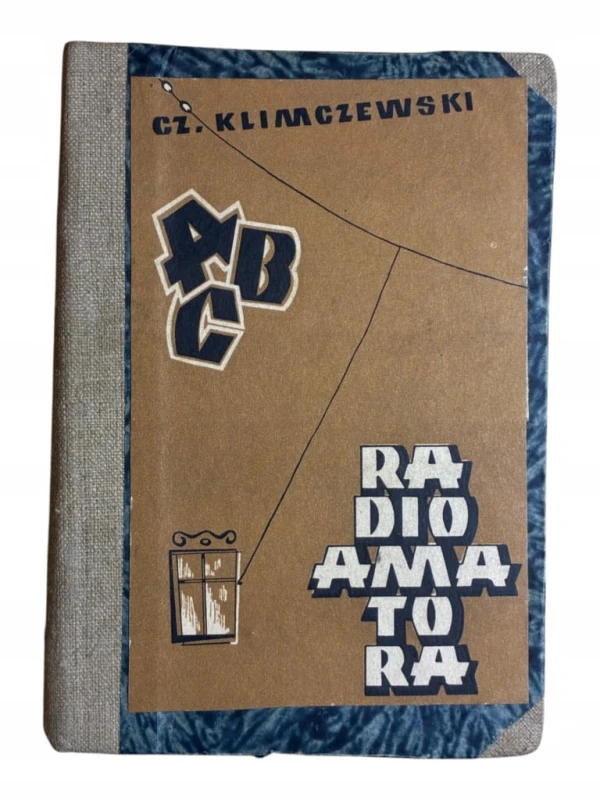 CZ. KLIMCZEWSKI
ABC
RA
DIO
AMA
TO
RA